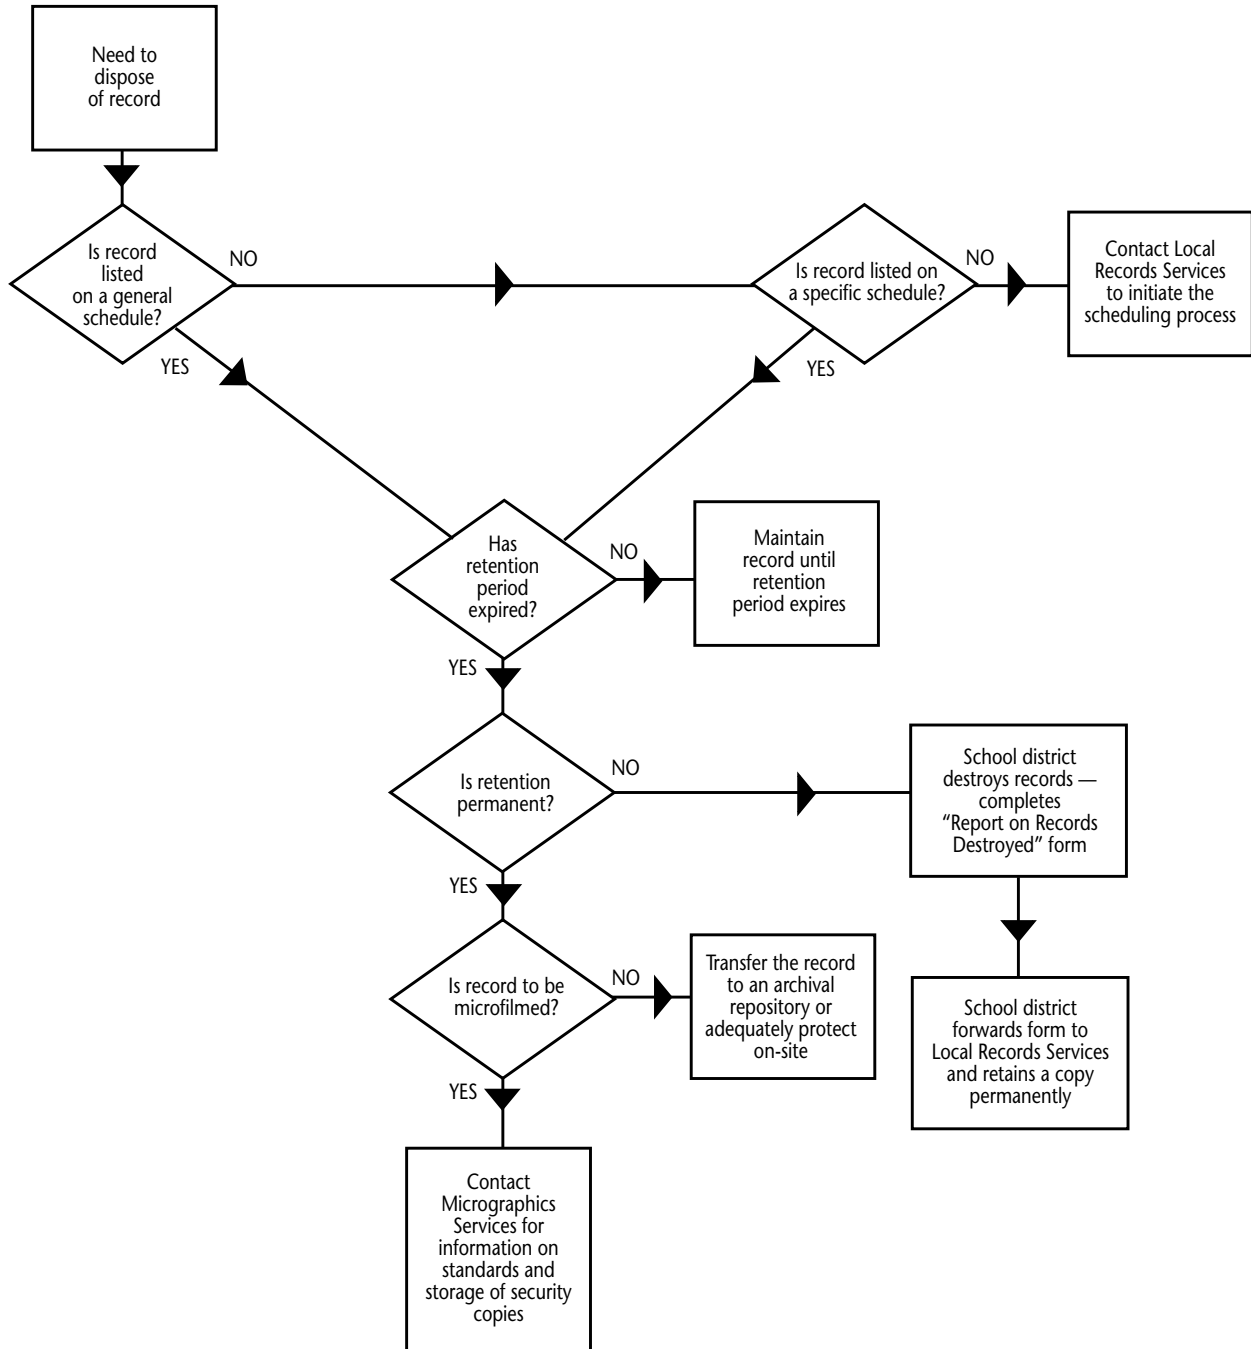 Need to
dispose
of record
Is record
listed
on a general
schedule?
NO
YES
Is record listed on
a specific schedule?
NO
YES
Contact Local
Records Services
to initiate the
scheduling process
Has
retention
period
expired?
NO
YES
Maintain
record until
retention
period expires
Is retention
permanent?
NO
YES
School district
destroys records —
completes
“Report on Records
Destroyed” form
Is record to be
microfilmed?
NO
YES
Transfer the record
to an archival
repository or
adequately protect
on-site
School district
forwards form to
Local Records Services
and retains a copy
permanently
Contact
Micrographics
Services for
information on
standards and
storage of security
copies